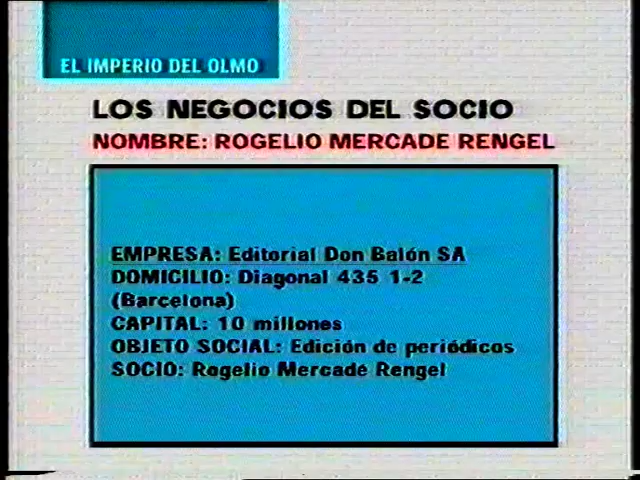 EL IMPERIO DEL OLMO
LOS NEGOCIOS DEL SOCIO
NOMBRE: ROGELIO MERCADE RENGEL
EMPRESA: Editorial Don Balón SA
DOMICILIO: Diagonal 435 1-2
(Barcelona)
CAPITAL: 10 millones
OBJETO SOCIAL: Edición de periódicos
SOCIO: Rogelio Mercadé Rengel